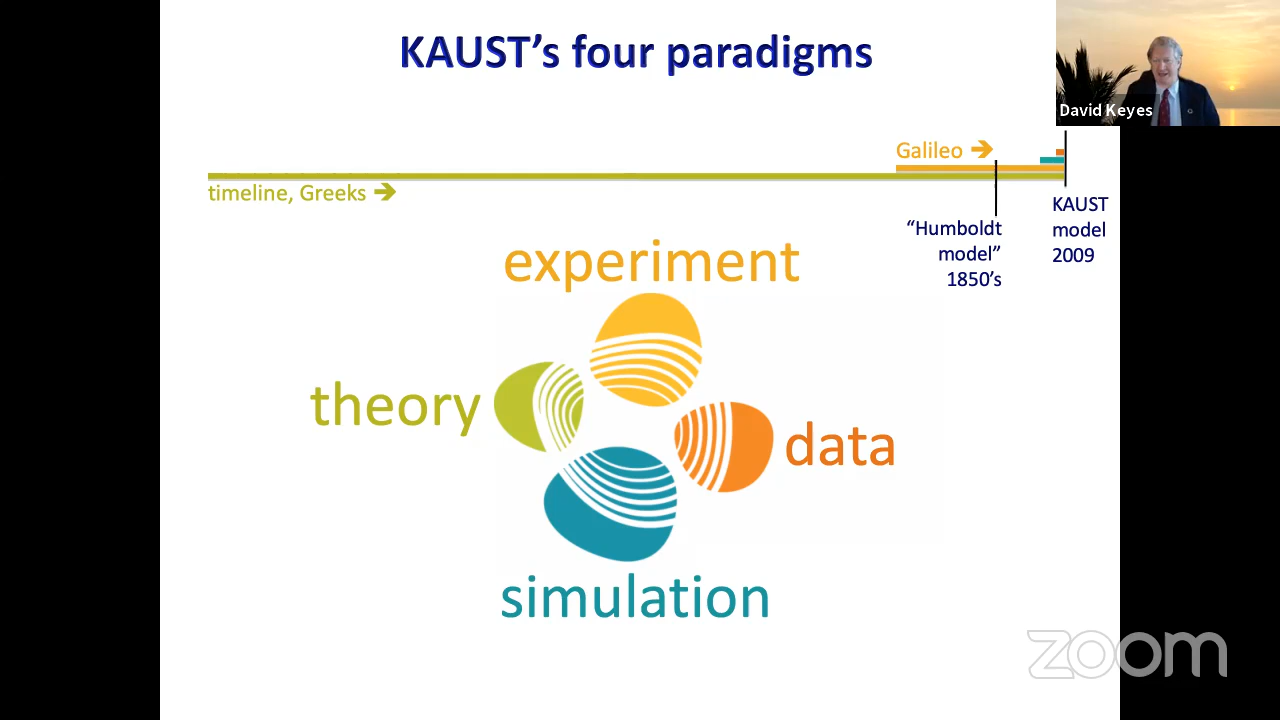 KAUST’s four paradigms
David Keyes
Galileo ➔
timeline, Greeks ➔
“Humboldt
model”
1850’s
KAUST
model
2009
experiment
theory
data
simulation
zoom